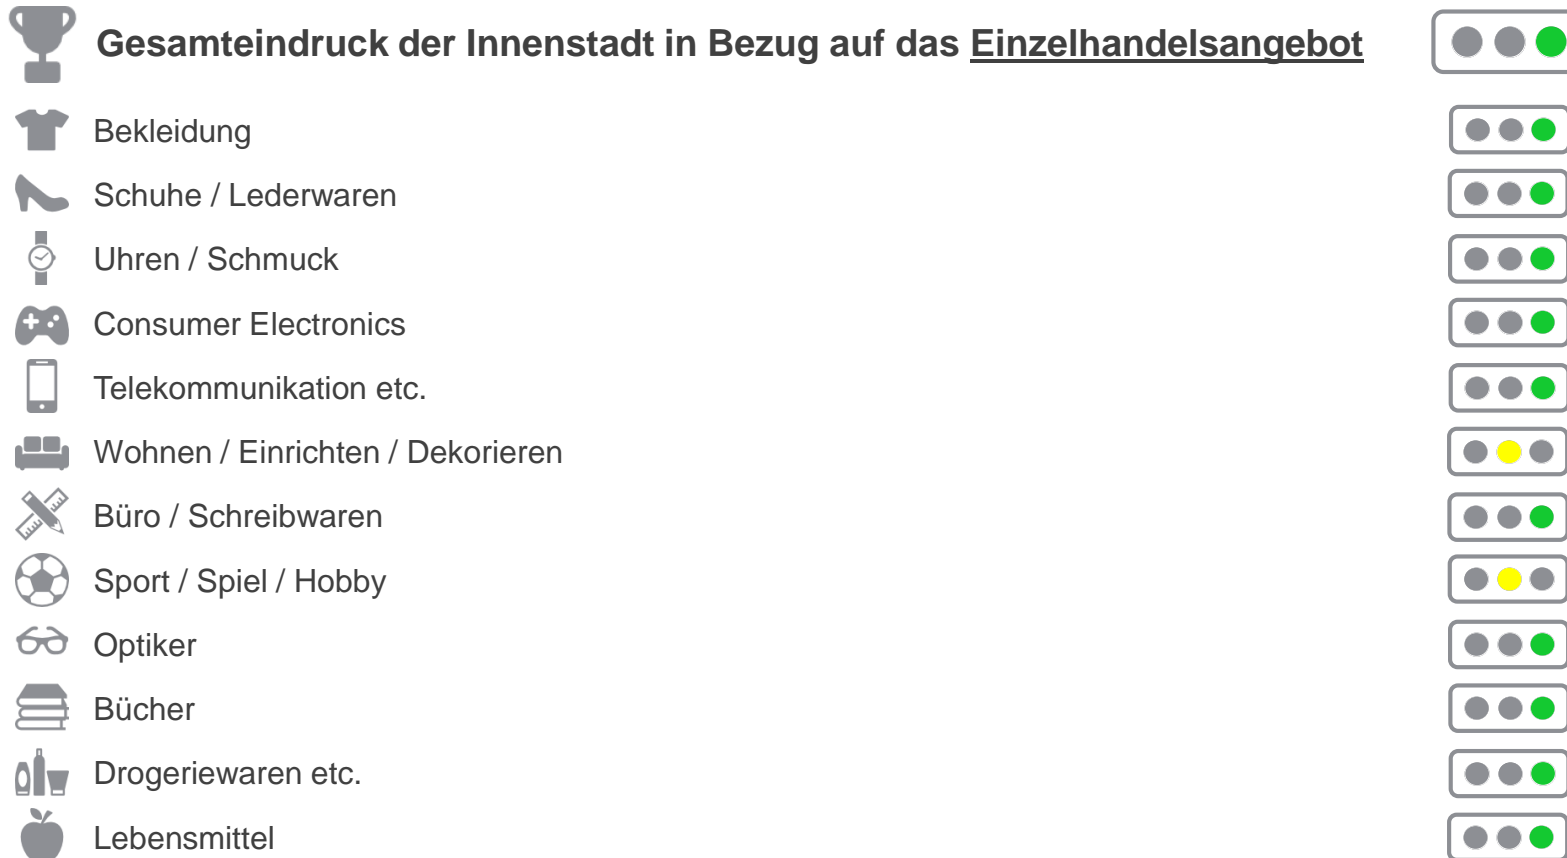 Gesamteindruck der Innenstadt in Bezug auf das Einzelhandelsangebot
Bekleidung
Schuhe / Lederwaren
Uhren / Schmuck
Consumer Electronics
Telekommunikation etc.
Wohnen / Einrichten / Dekorieren
Büro / Schreibwaren
Sport / Spiel / Hobby
Optiker
Bücher
Drogeriewaren etc.
Lebensmittel